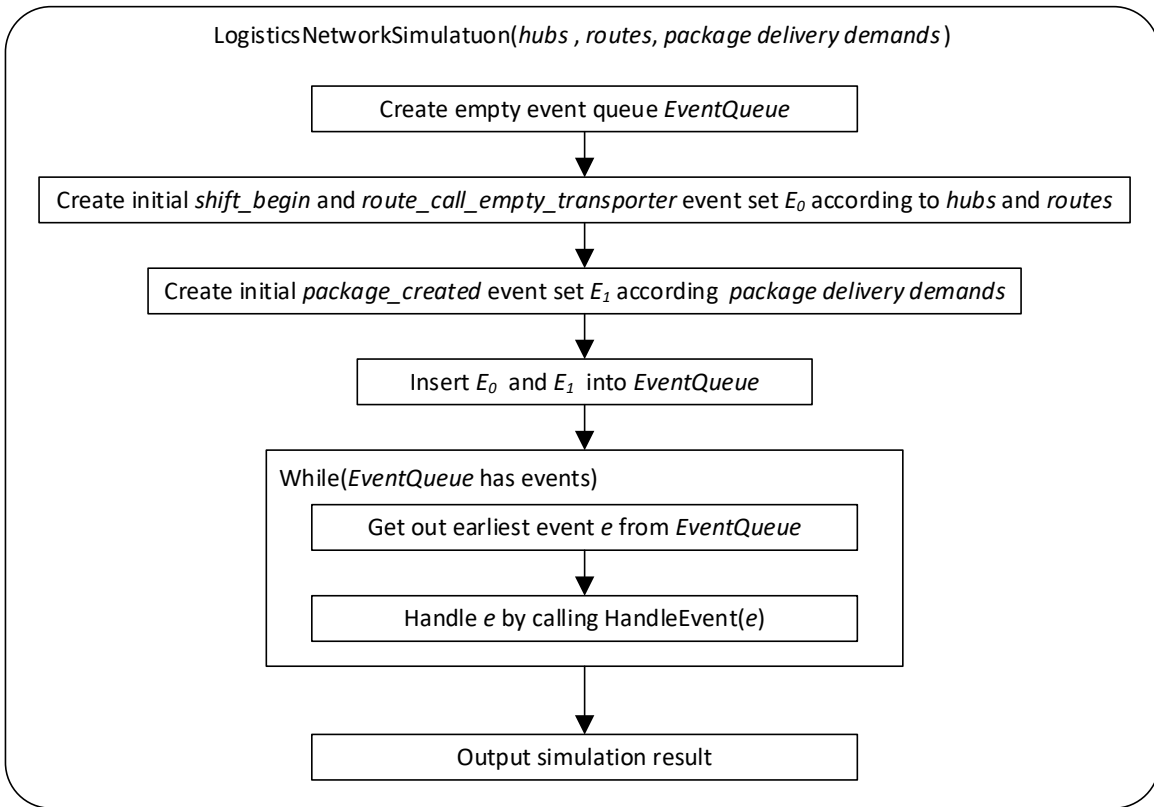 LogisticsNetworkSimulatuon(hubs , routes, package delivery demands)
Create empty event queue EventQueue
Create initial shift_begin and route_call_empty_transporter event set E0 according to hubs and routes
Create initial package_created event set E1 according package delivery demands
Insert E0 and E1 into EventQueue
While(EventQueue has events)
Get out earliest event e from EventQueue
Handle e by calling HandleEvent(e)
Output simulation result